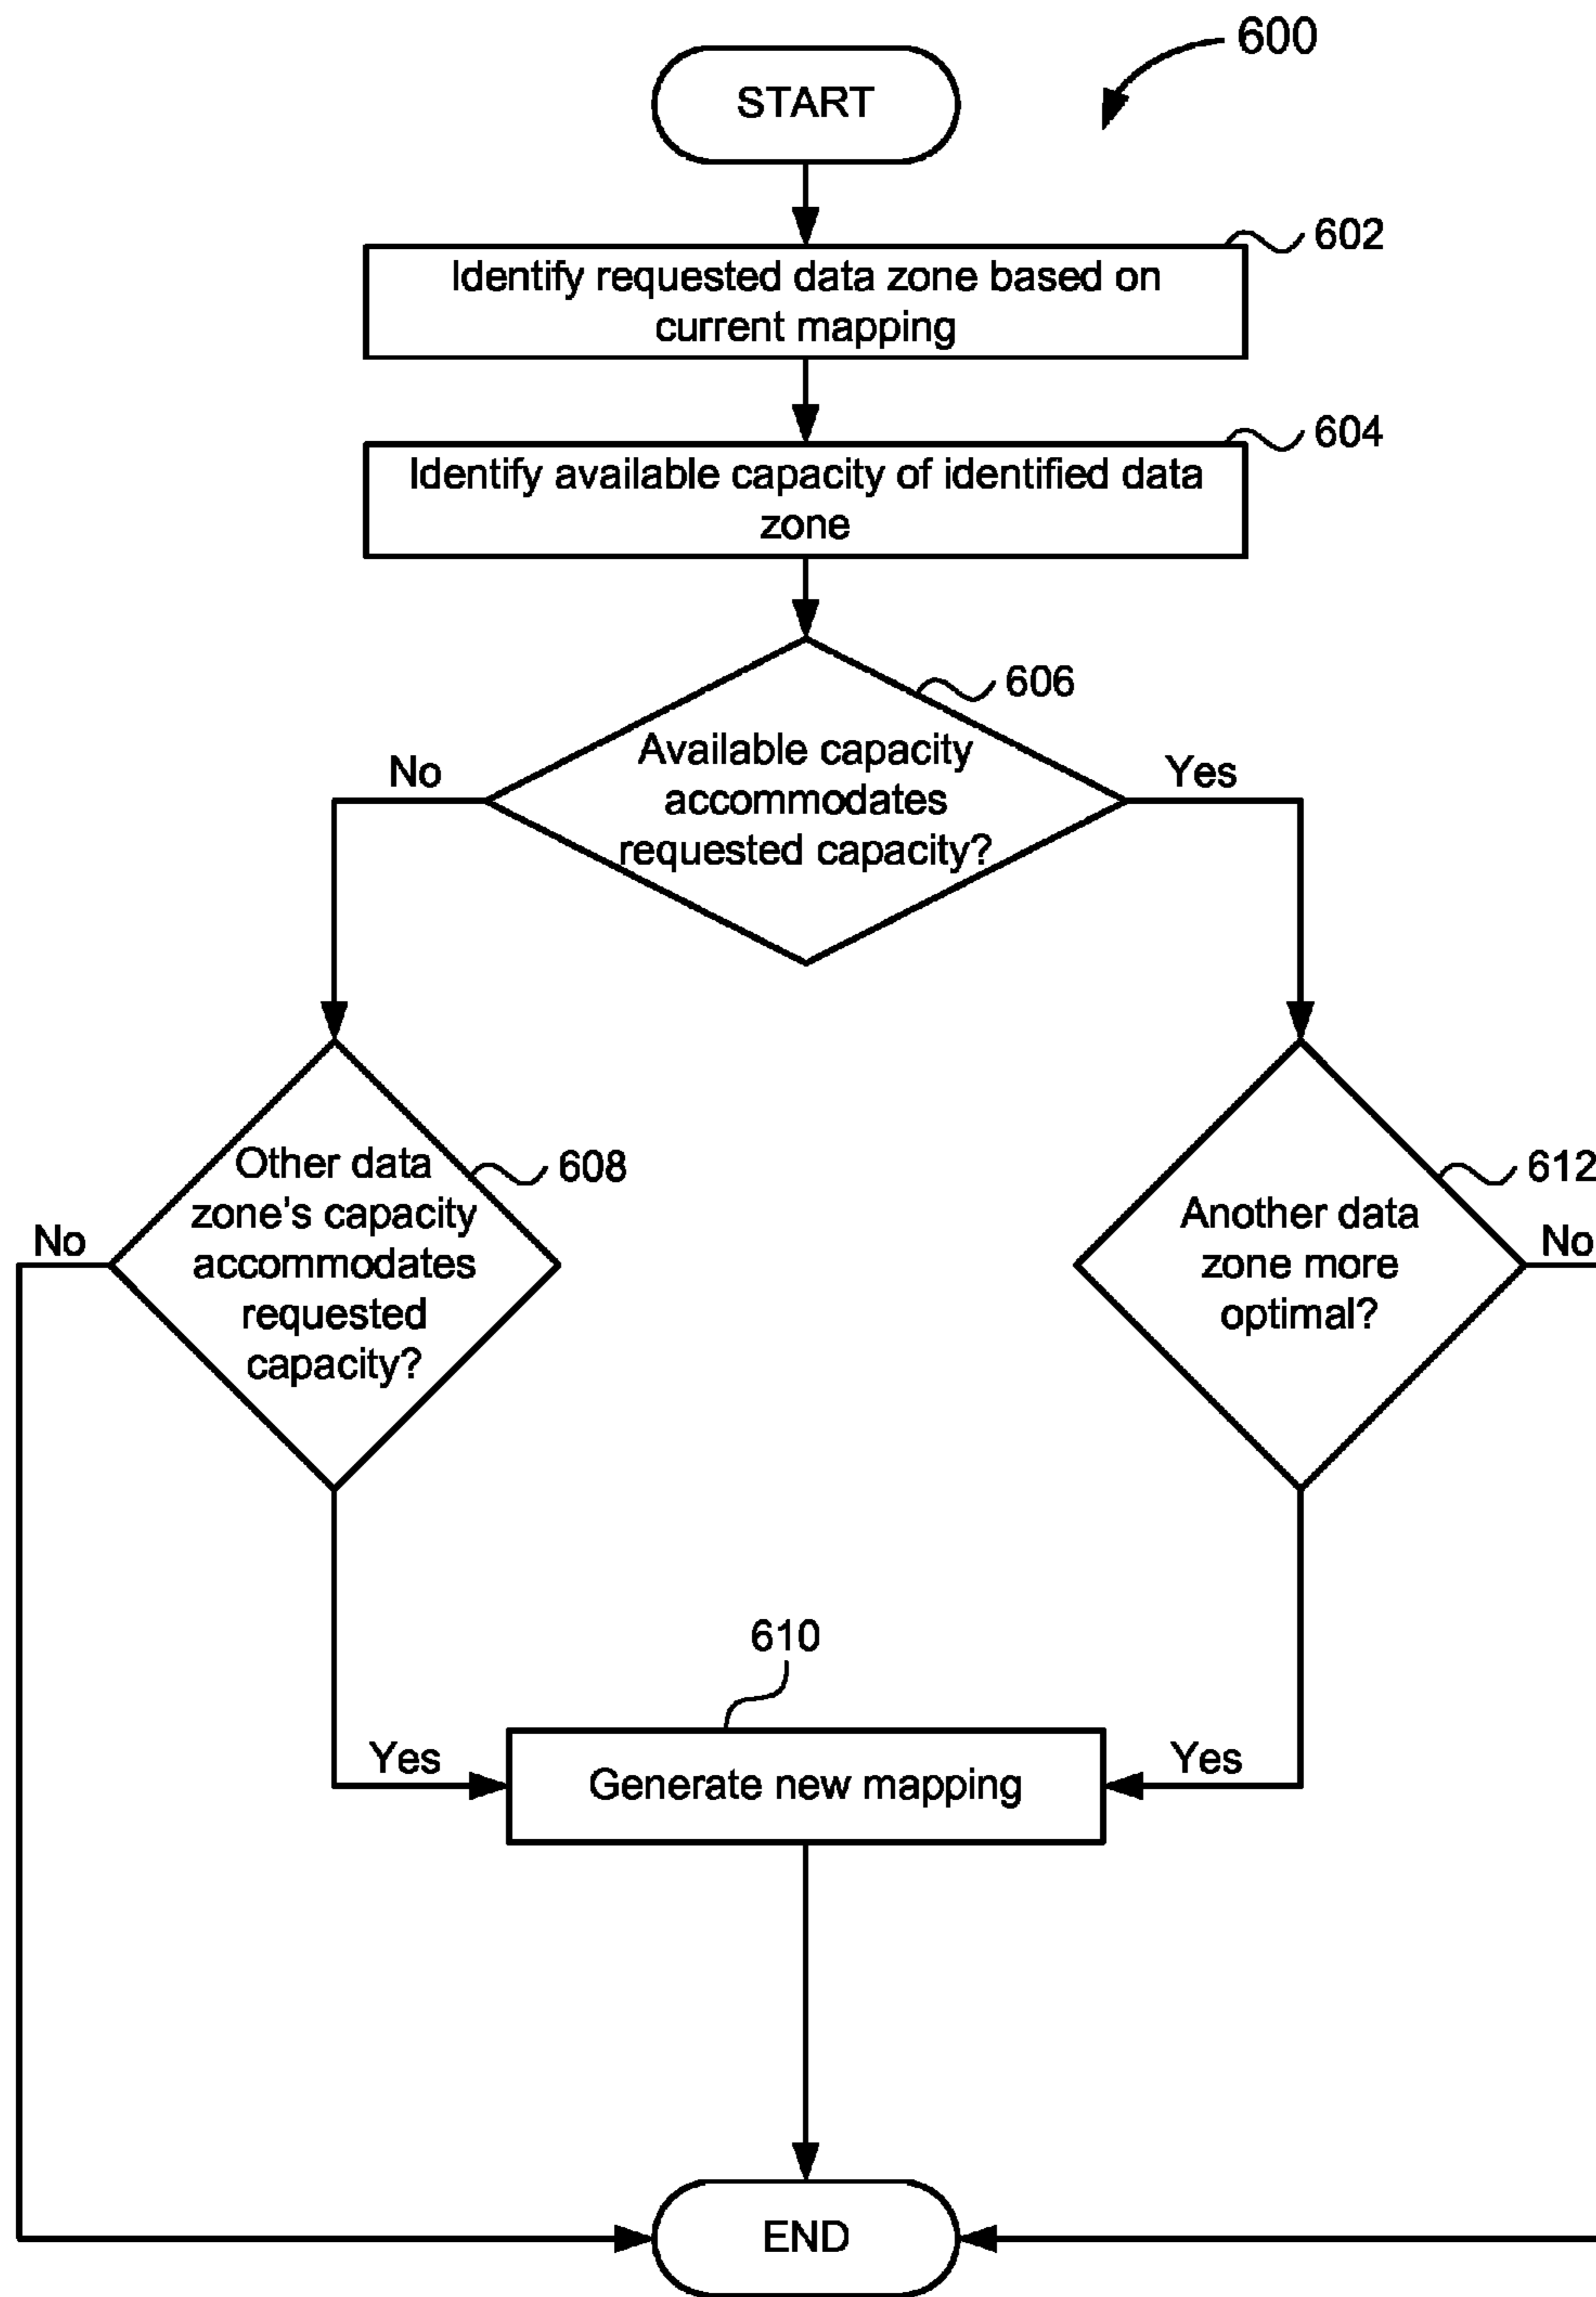 600
START
602
Identify requested data zone based on
current mapping
604
Identify available capacity of identified data
zone
606
Available capacity
accommodates
requested capacity?
No
Yes
Other data
zone's capacity
accommodates
requested
capacity?
608
No
Another data
zone more
optimal?
612
No
610
Yes
Generate new mapping
Yes
END